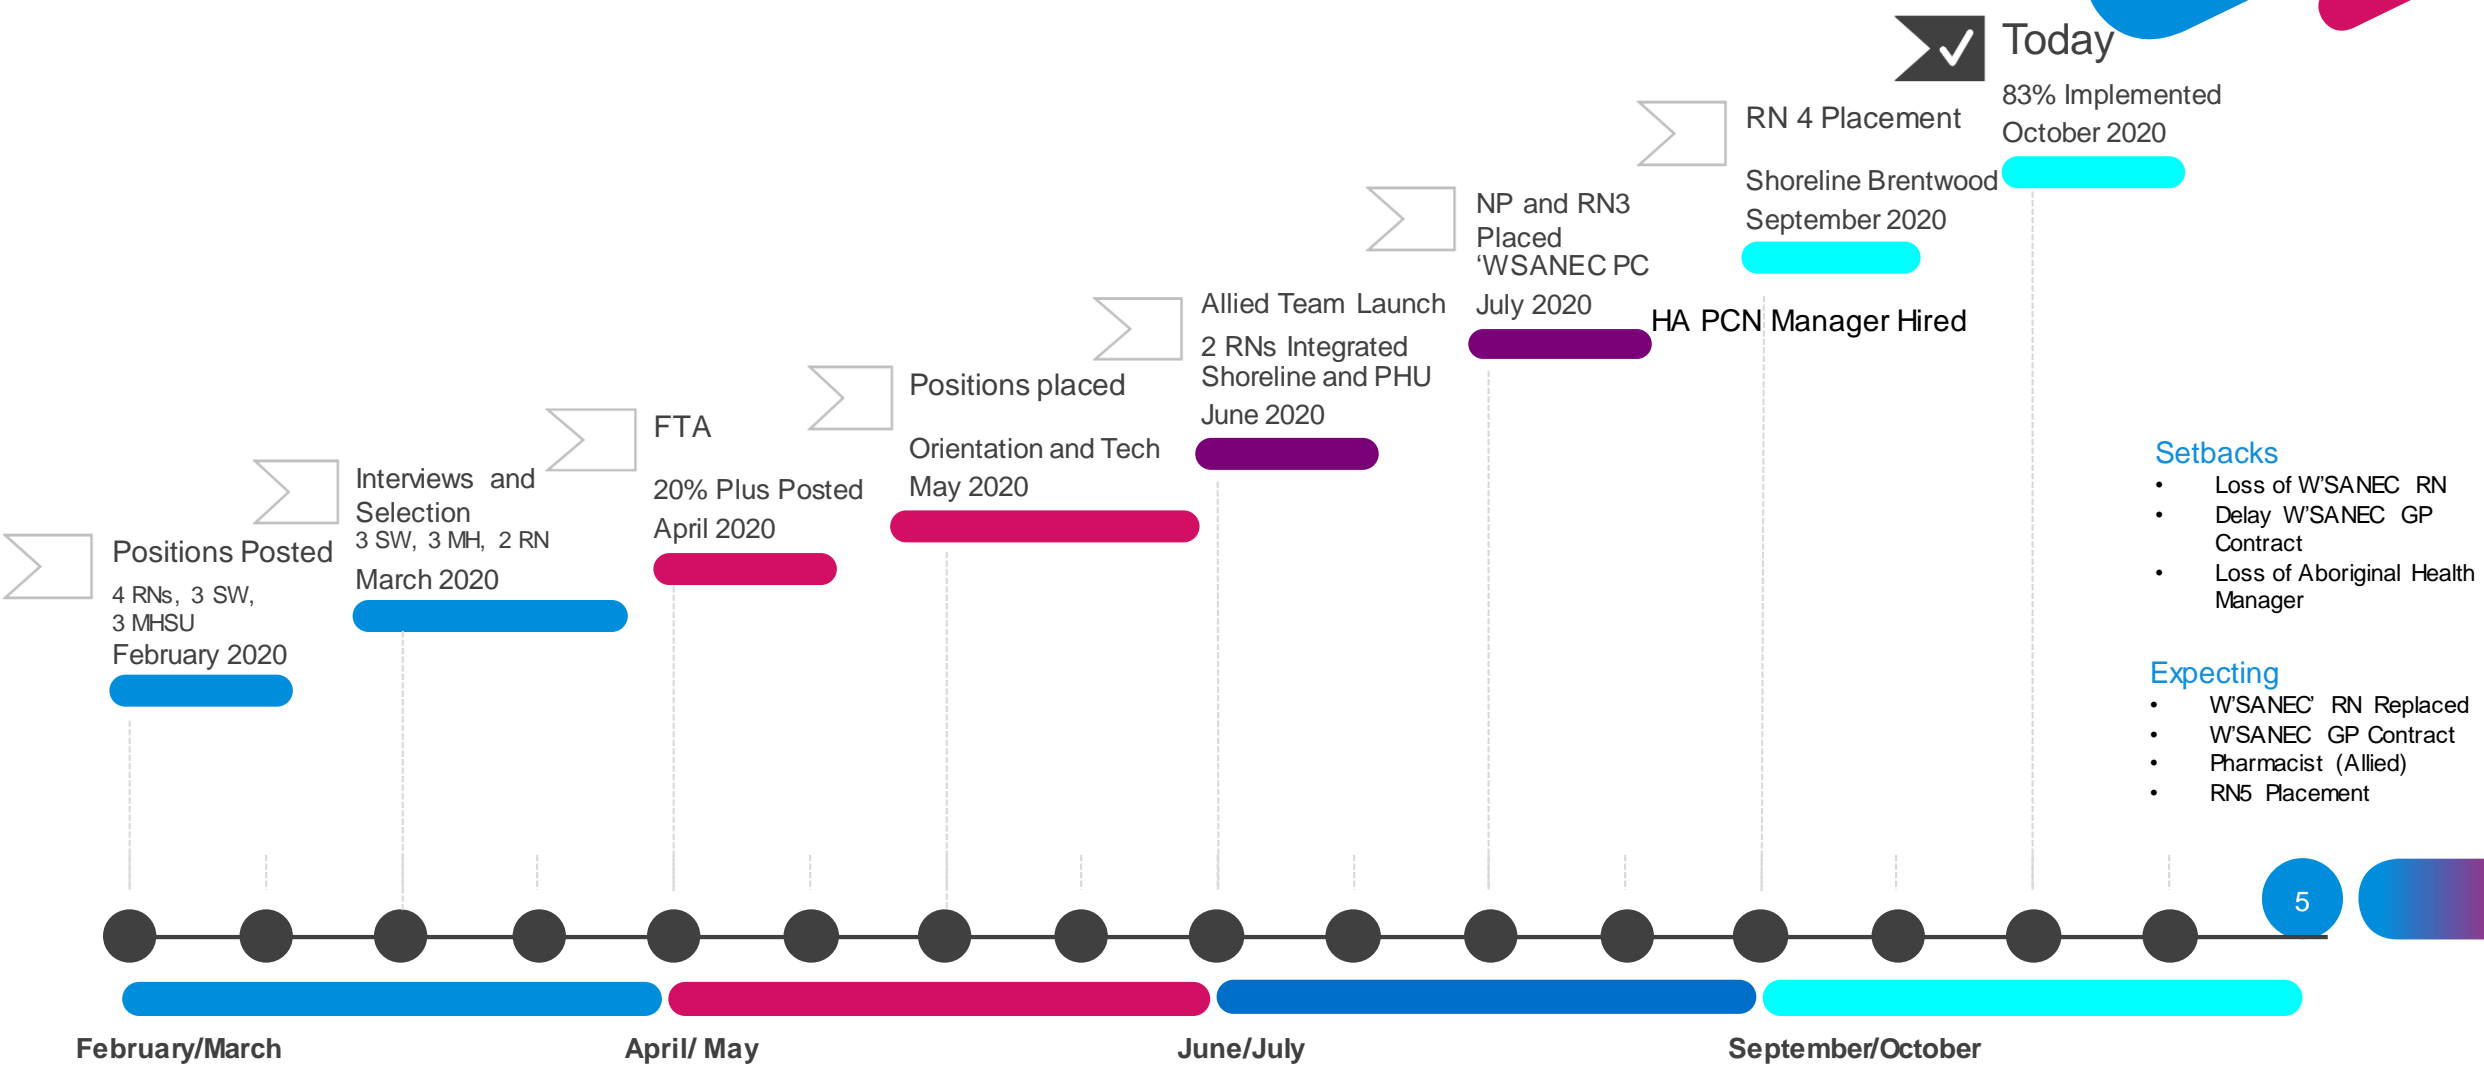 Positions Posted
4 RNs, 3 SW,
3 MHSU
February 2020
Interviews and
Selection
3 SW, 3 MH, 2 RN
March 2020
FTA
20% Plus Posted
April 2020
Positions placed
Orientation and Tech
May 2020
Allied Team Launch
2 RNs Integrated
Shoreline and PHU
June 2020
NP and RN3
Placed
‘WSANEC PC
July 2020
HA PCN Manager Hired
RN 4 Placement
Shoreline Brentwood
September 2020
Today
83% Implemented
October 2020
Setbacks
• Loss of W’SANEC RN
• Delay W’SANEC GP
Contract
• Loss of Aboriginal Health
Manager
Expecting
• W’SANEC’ RN Replaced
• W’SANEC GP Contract
• Pharmacist (Allied)
• RN5 Placement
5
February/March
April/ May
June/July
September/October